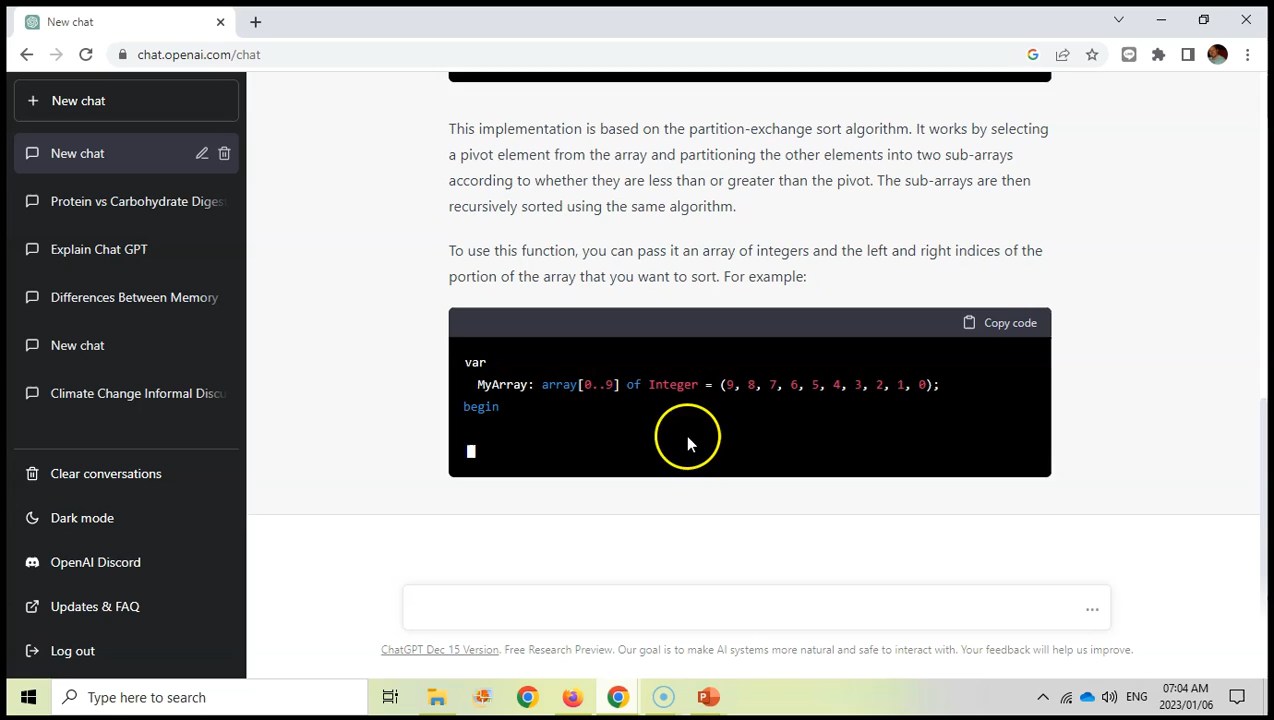 New chat
chat.openai.com/chat
New chat
New chat
Protein vs Carbohydrate Diges
Explain Chat GPT
Differences Between Memory
New chat
Climate Change Informal Discu
Clear conversations
Dark mode
OpenAI Discord
Updates & FAQ
Log out
This implementation is based on the partition-exchange sort algorithm. It works by selecting
a pivot element from the array and partitioning the other elements into two sub-arrays
according to whether they are less than or greater than the pivot. The sub-arrays are then
recursively sorted using the same algorithm.
To use this function, you can pass it an array of integers and the left and right indices of the
portion of the array that you want to sort. For example:
Copy code
var
MyArray: array[0..9] of Integer = (9, 8, 7, 6, 5, 4, 3, 2, 1, 0);
begin
ChatGPT Dec 15 Version. Free Research Preview. Our goal is to make AI systems more natural and safe to interact with. Your feedback will help us improve.
Type here to search
ENG
07:04 AM
2023/01/06